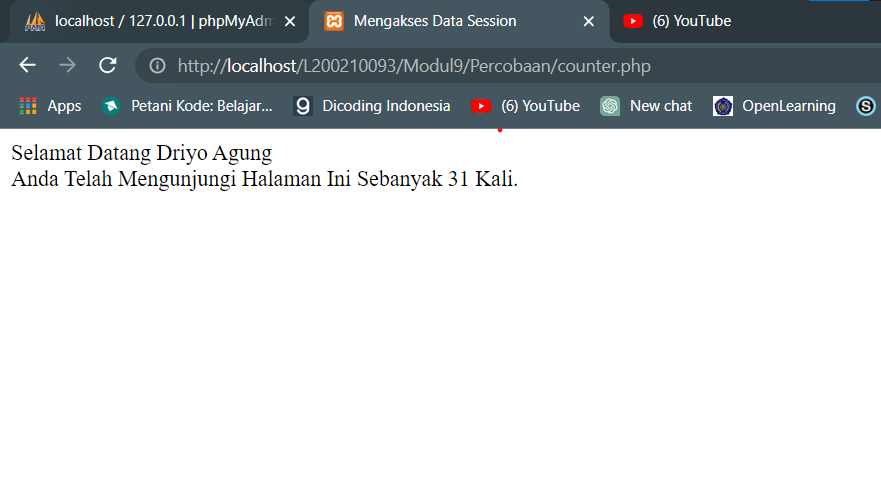 localhost / 127.0.0.1 | phpMyAdm
Mengakses Data Session
(6) YouTube
http://localhost/L200210093/Modul9/Percobaan/counter.php
Apps
Petani Kode: Belajar...
Dicoding Indonesia
(6) YouTube
New chat
OpenLearning
Selamat Datang Driyo Agung
Anda Telah Mengunjungi Halaman Ini Sebanyak 31 Kali.